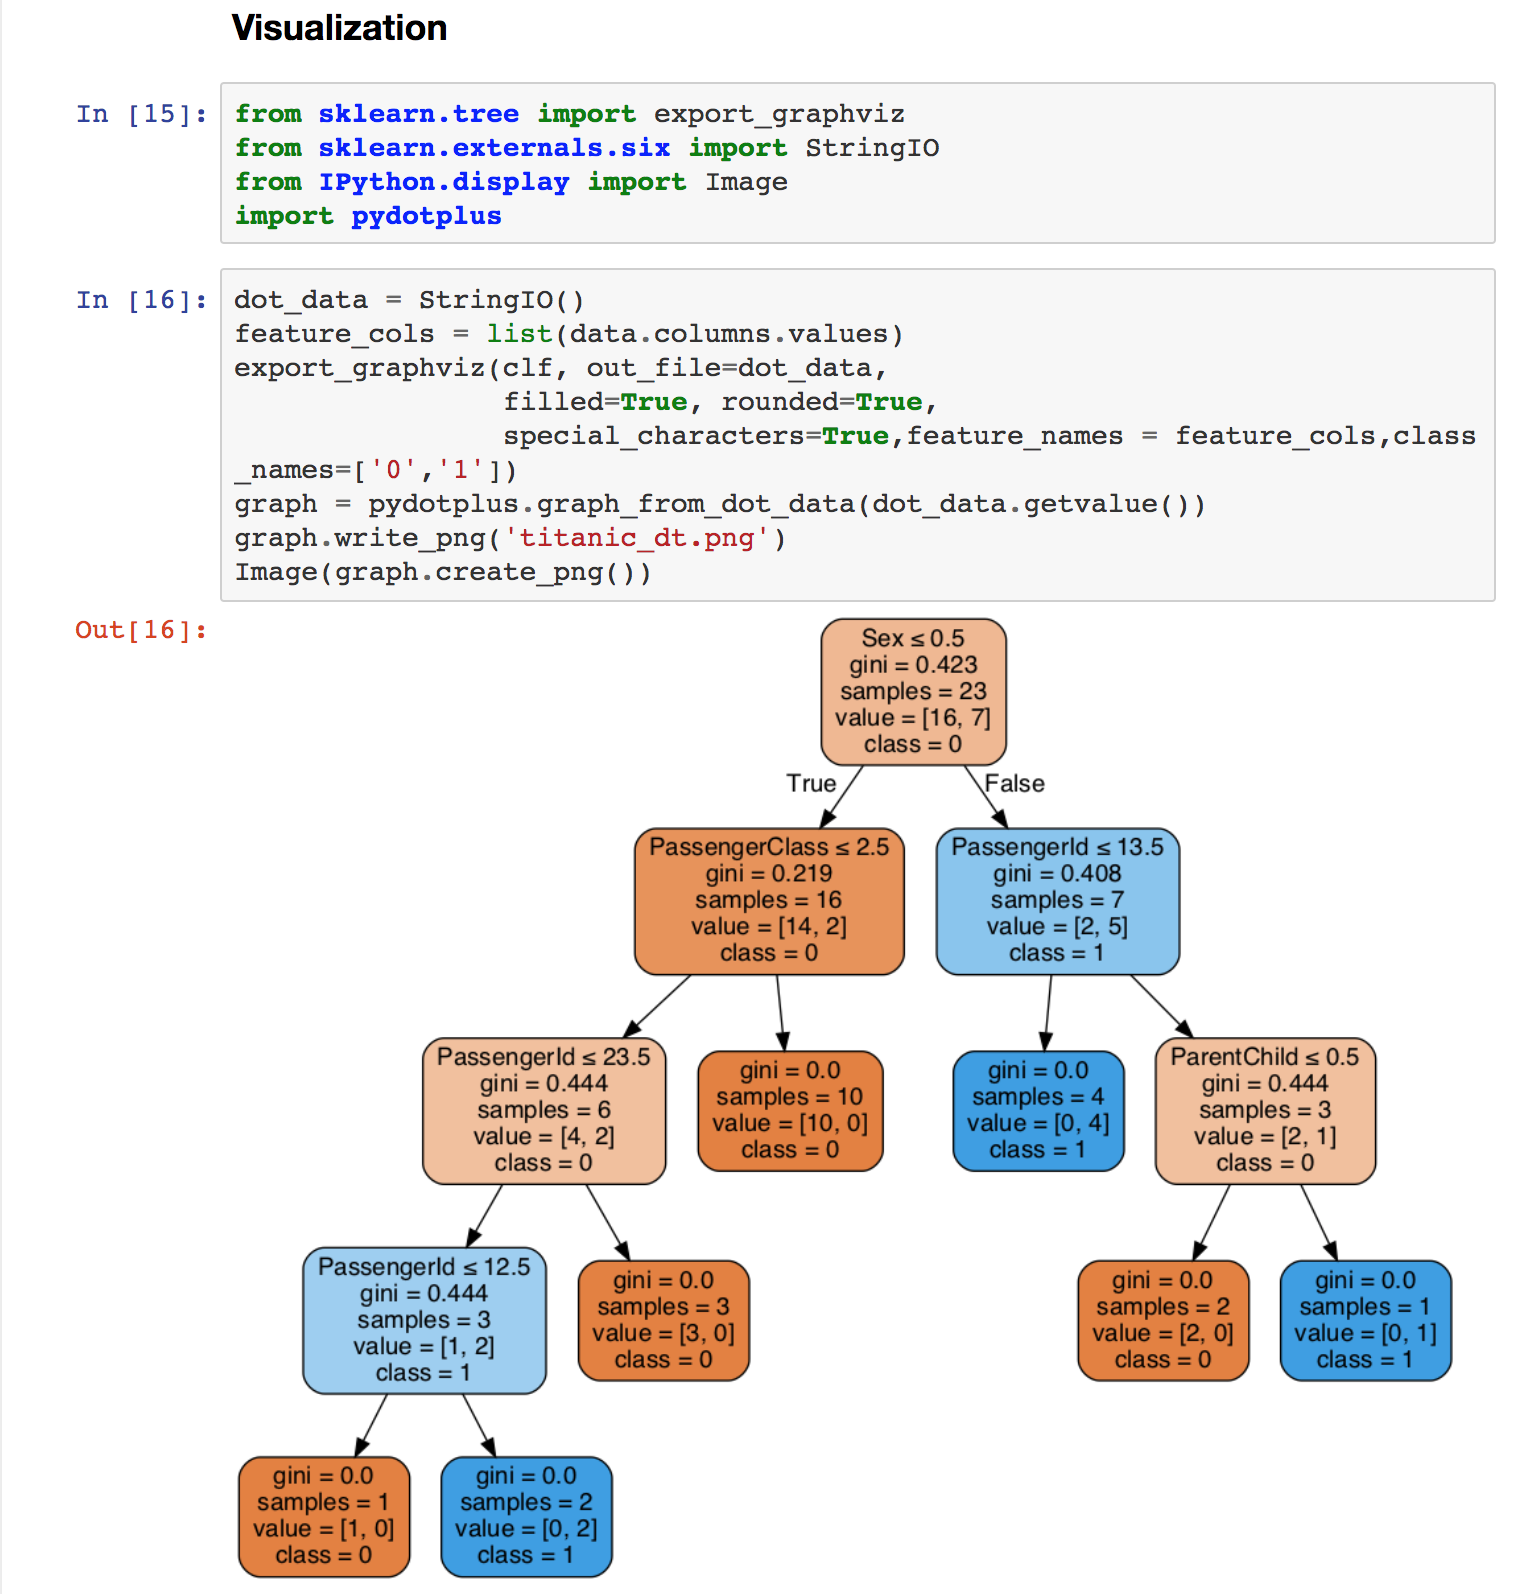 Visualization
In [15]:
from sklearn.tree import export_graphviz
from sklearn.externals.six import StringIO
from IPython.display import Image
import pydotplus
In [16]:
dot_data = StringIO()
feature_cols = list(data.columns.values)
export_graphviz(clf, out_file=dot_data,
filled=True, rounded=True,
special_characters=True,feature_names = feature_cols,class
_names=['0','1'])
graph = pydotplus.graph_from_dot_data(dot_data.getvalue())
graph.write_png('titanic_dt.png')
Image(graph.create_png())
Out[16]:
Sex ≤ 0.5
gini = 0.423
samples = 23
value = [16, 7]
class = 0
True
False
PassengerClass ≤ 2.5
gini = 0.219
samples = 16
value = [14, 2]
class = 0
PassengerId ≤ 13.5
gini = 0.408
samples = 7
value = [2, 5]
class = 1
PassengerId ≤ 23.5
gini = 0.444
samples = 6
value = [4, 2]
class = 0
gini = 0.0
samples = 10
value = [10, 0]
class = 0
gini = 0.0
samples = 4
value = [0, 4]
class = 1
ParentChild ≤ 0.5
gini = 0.444
samples = 3
value = [2, 1]
class = 0
PassengerId ≤ 12.5
gini = 0.444
samples = 3
value = [1, 2]
class = 1
gini = 0.0
samples = 3
value = [3, 0]
class = 0
gini = 0.0
samples = 2
value = [2, 0]
class = 0
gini = 0.0
samples = 1
value = [0, 1]
class = 1
gini = 0.0
samples = 1
value = [1, 0]
class = 0
gini = 0.0
samples = 2
value = [0, 2]
class = 1